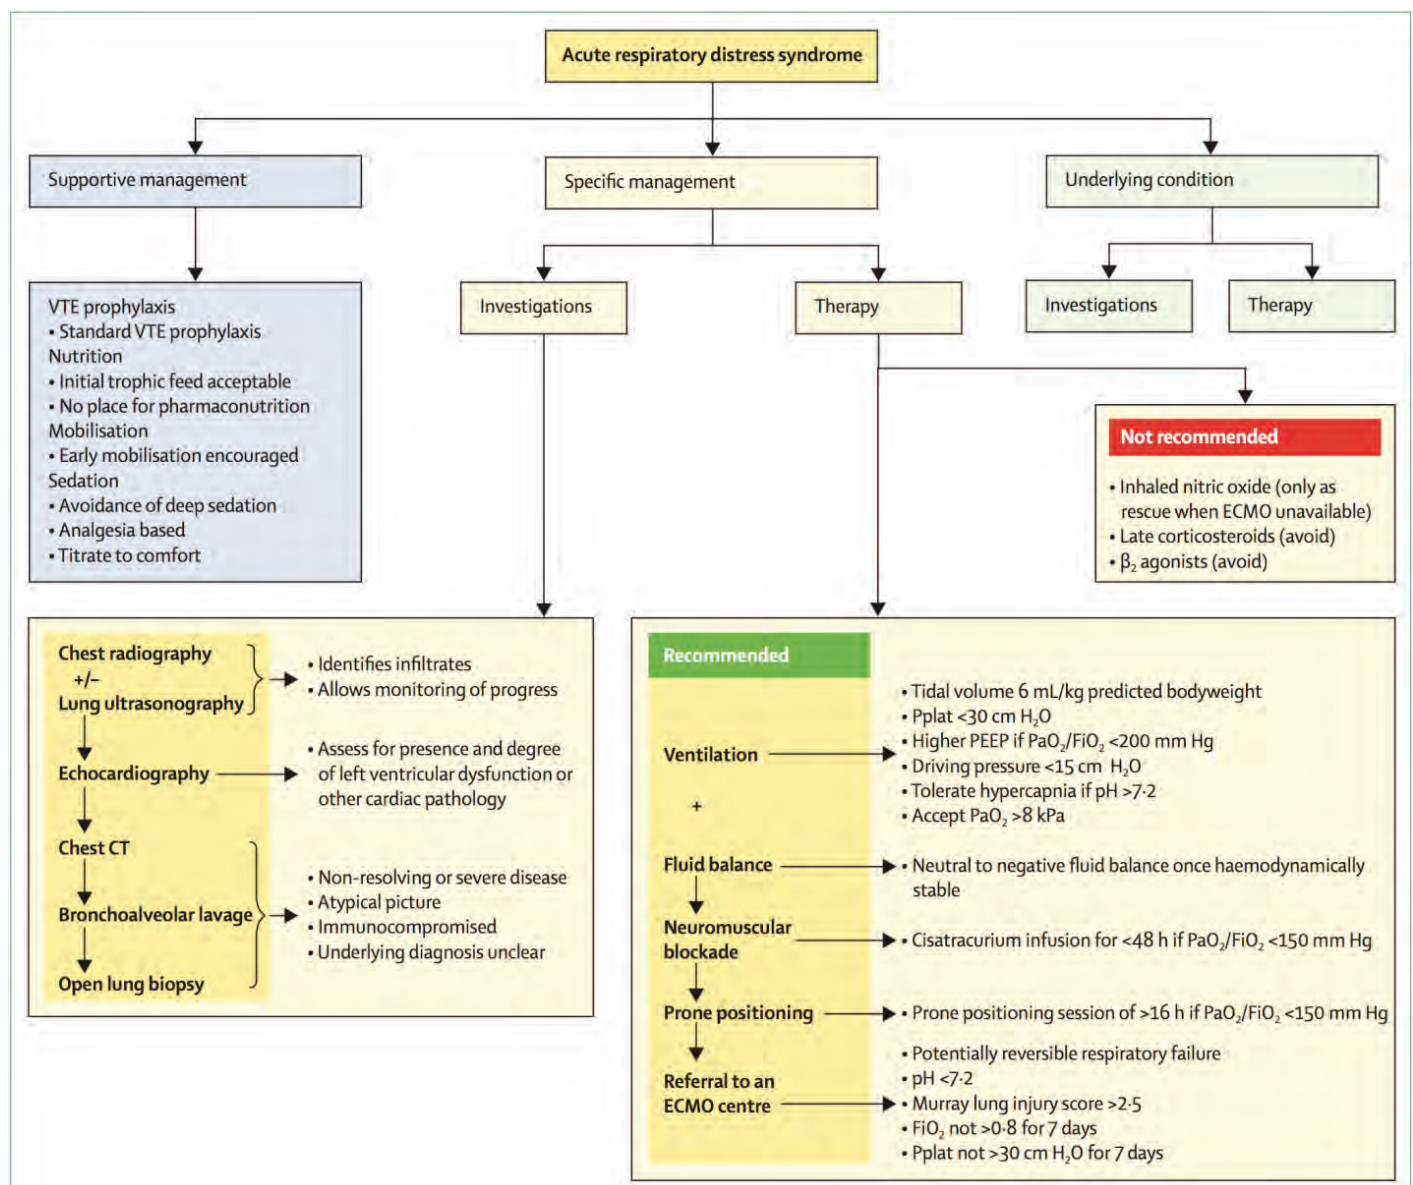 Acute respiratory distress syndrome
Supportive management
Specific management
Underlying condition
VTE prophylaxis
• Standard VTE prophylaxis
Nutrition
• Initial trophic feed acceptable
• No place for pharmaconutrition
Mobilisation
• Early mobilisation encouraged
Sedation
• Avoidance of deep sedation
• Analgesia based
• Titrate to comfort
Investigations
Therapy
Investigations
Therapy
Not recommended
• Inhaled nitric oxide (only as
rescue when ECMO unavailable)
• Late corticosteroids (avoid)
• β₂ agonists (avoid)
Chest radiography
+/–
Lung ultrasonography
• Identifies infiltrates
• Allows monitoring of progress
Echocardiography
• Assess for presence and degree
of left ventricular dysfunction or
other cardiac pathology
Chest CT
Bronchoalveolar lavage
Open lung biopsy
• Non-resolving or severe disease
• Atypical picture
• Immunocompromised
• Underlying diagnosis unclear
Recommended
Ventilation
• Tidal volume 6 mL/kg predicted bodyweight
• Pplat <30 cm H₂O
• Higher PEEP if PaO₂/FiO₂ <200 mm Hg
• Driving pressure <15 cm H₂O
• Tolerate hypercapnia if pH >7·2
• Accept PaO₂ >8 kPa
+
Fluid balance
• Neutral to negative fluid balance once haemodynamically
stable
Neuromuscular
blockade
• Cisatracurium infusion for <48 h if PaO₂/FiO₂ <150 mm Hg
Prone positioning
• Prone positioning session of >16 h if PaO₂/FiO₂ <150 mm Hg
Referral to an
ECMO centre
• Potentially reversible respiratory failure
• pH <7·2
• Murray lung injury score >2·5
• FiO₂ not >0·8 for 7 days
• Pplat not >30 cm H₂O for 7 days